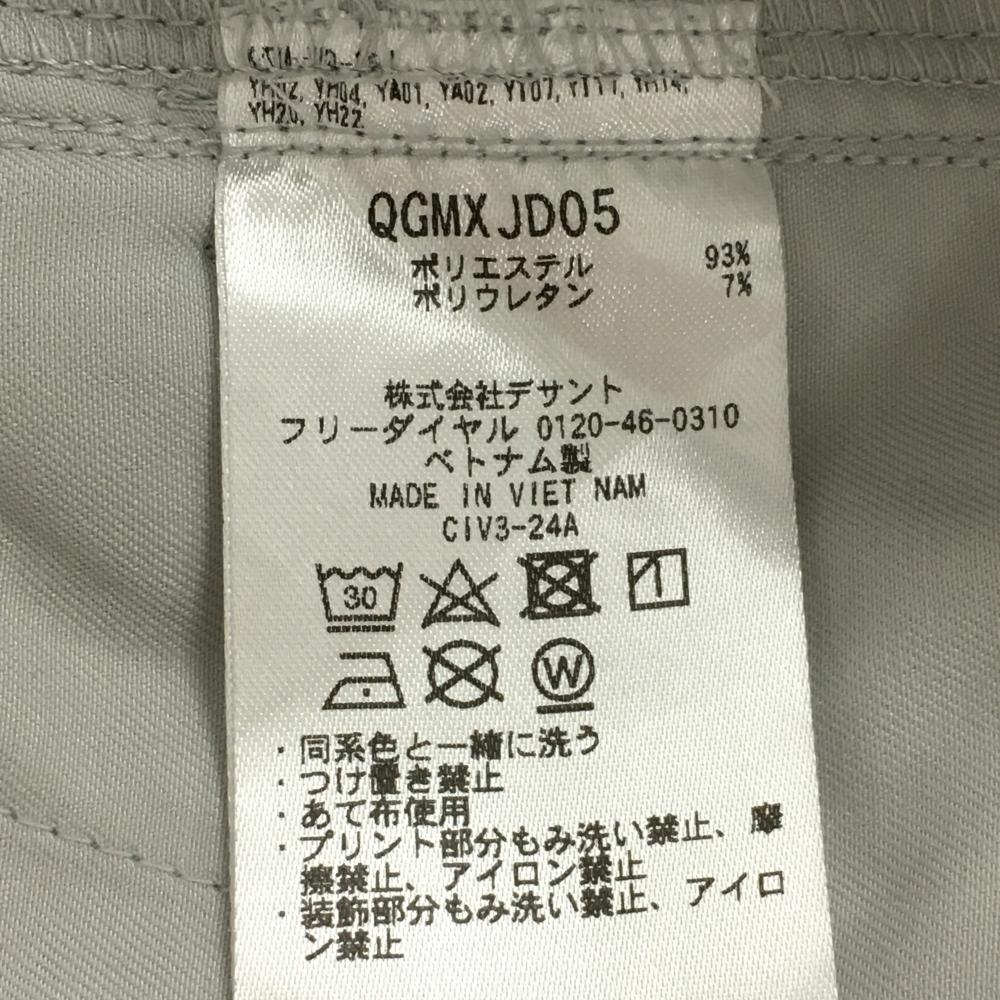 YH02, YH04, YA01, YA02, YT07, YT11, YH14,
YH20, YH22
QGMXJD05
ポリエステル 93%
ポリウレタン 7%
株式会社デサント
フリーダイヤル 0120-46-0310
ベトナム製
MADE IN VIET NAM
CIV3-24A
30
W
・同系色と一緒に洗う
・つけ置き禁止
・あて布使用
・プリント部分もみ洗い禁止、摩
擦禁止、アイロン禁止
・装飾部分もみ洗い禁止、アイロ
ン禁止